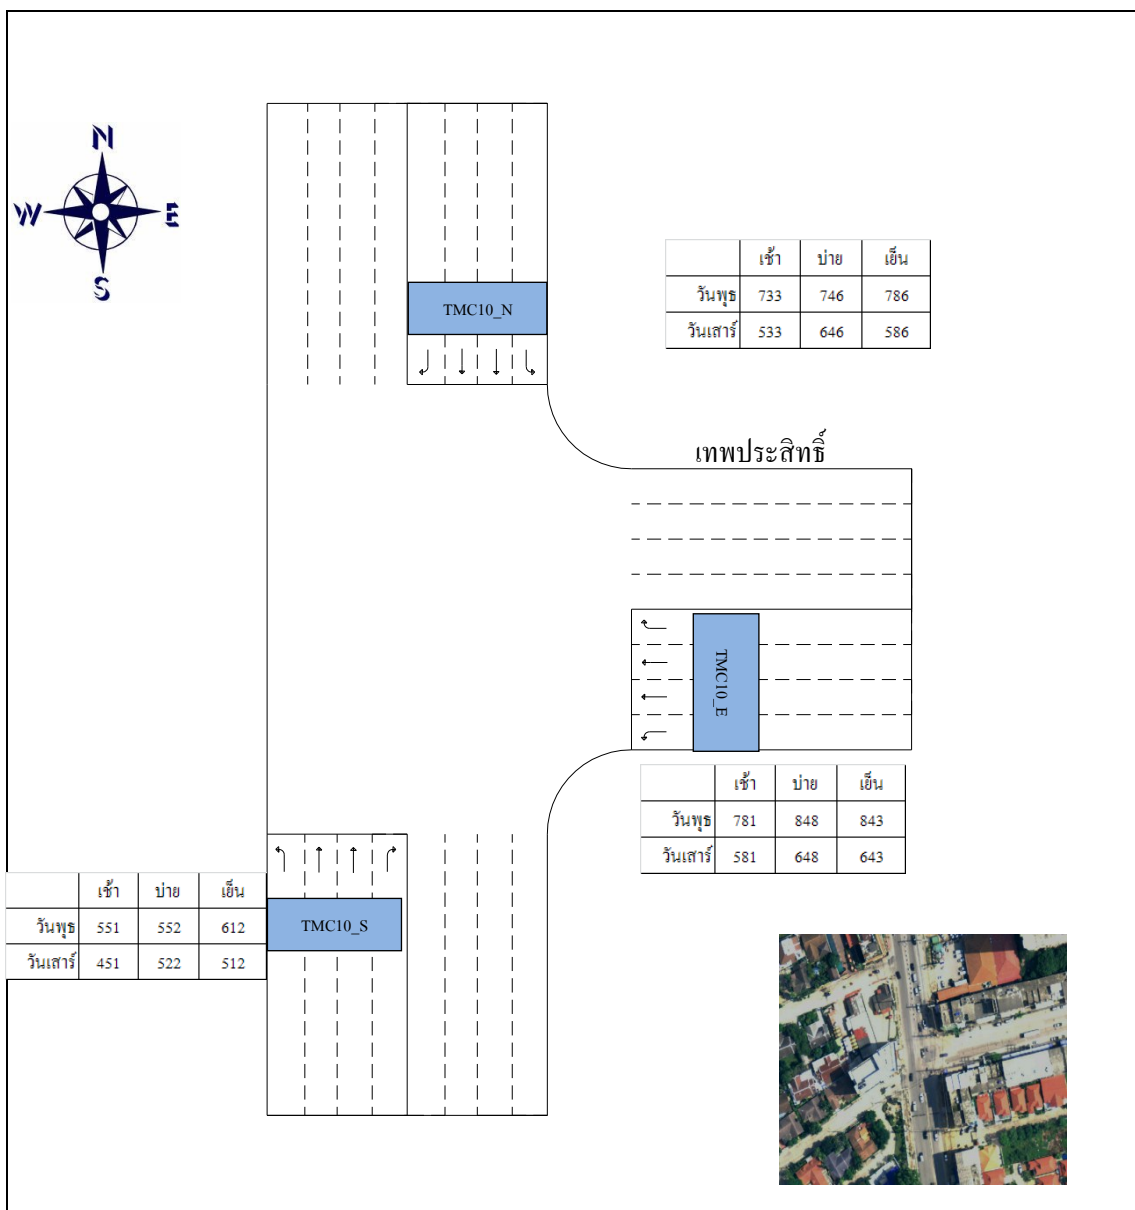 N
W E
S
เช้า บ่าย เย็น
วันพุธ 733 746 786
วันเสาร์ 533 646 586
TMC10_N
เทพประสิทธิ์
TMC10_E
เช้า บ่าย เย็น
วันพุธ 781 848 843
วันเสาร์ 581 648 643
เช้า บ่าย เย็น
วันพุธ 551 552 612
วันเสาร์ 451 522 512
TMC10_S